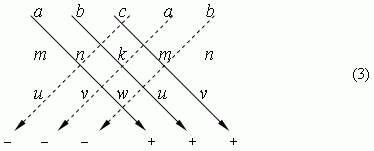 a b c a b
m n k m n
(3)
u v w u v
– – – + + +